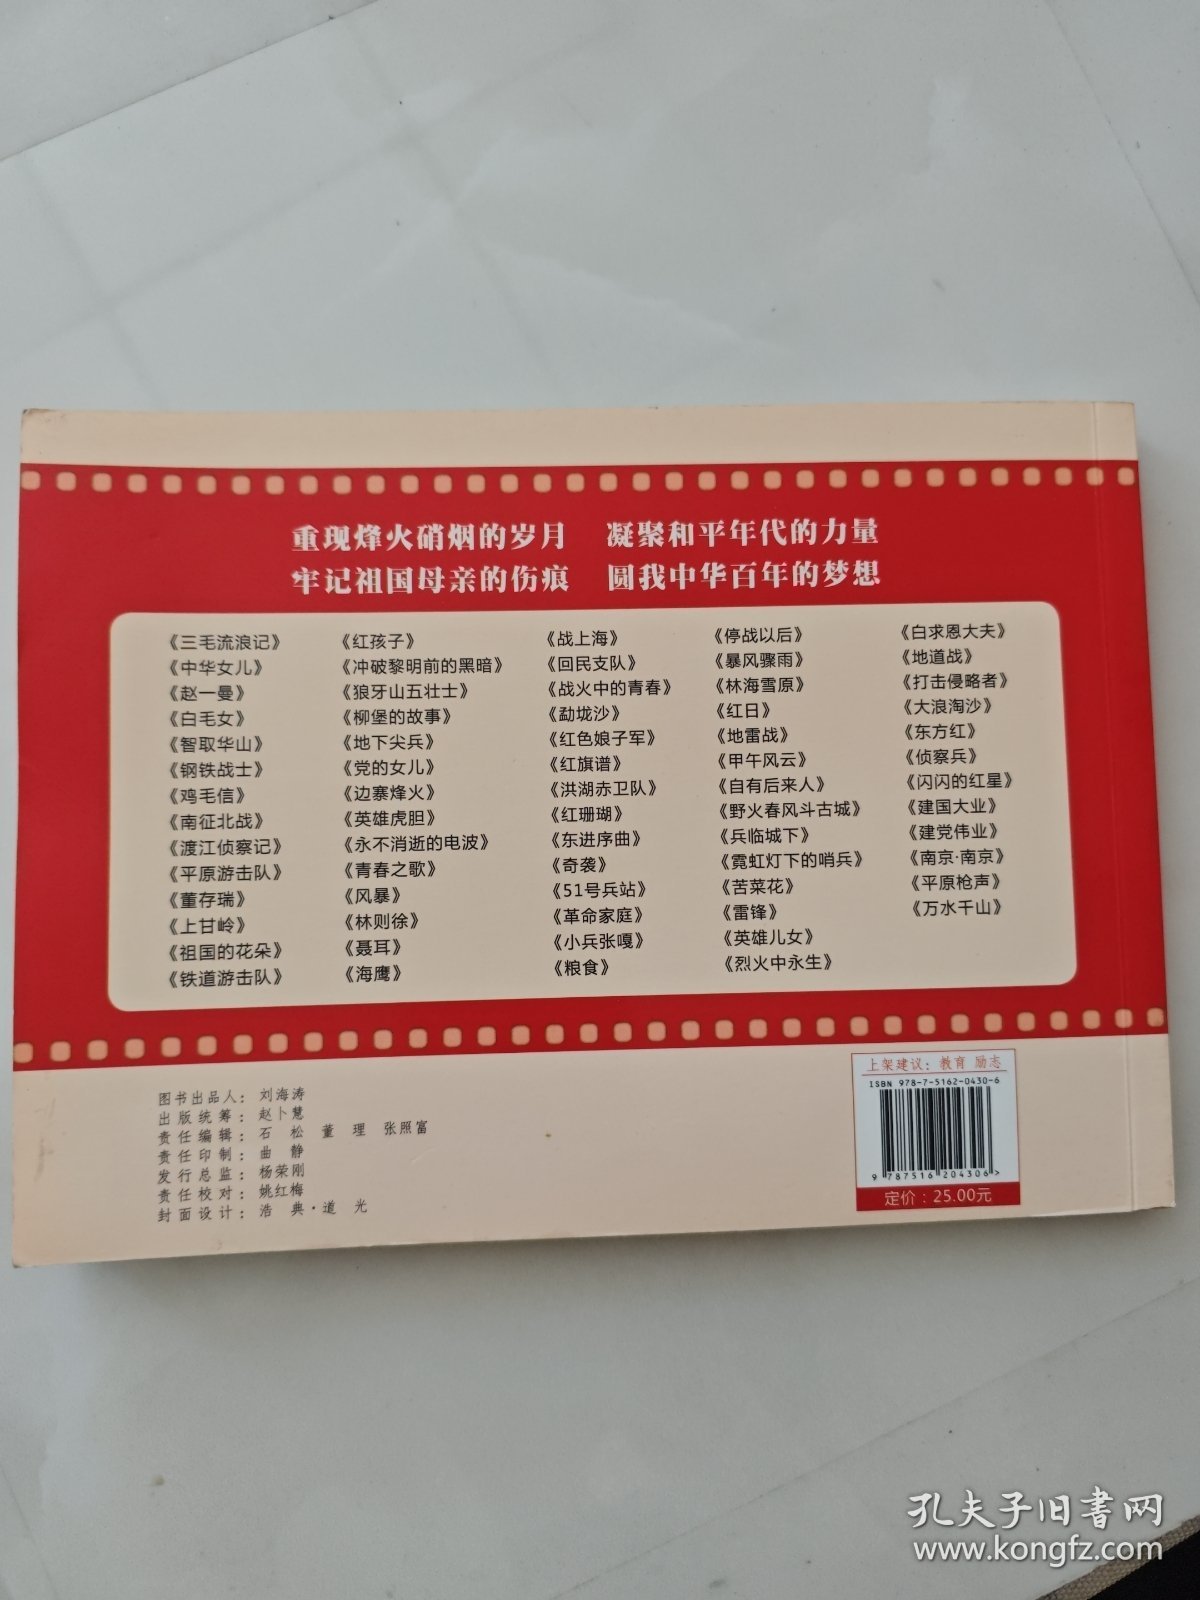 重现烽火硝烟的岁月 凝聚和平年代的力量
牢记祖国母亲的伤痕 圆我中华百年的梦想
《三毛流浪记》
《中华女儿》
《赵一曼》
《白毛女》
《智取华山》
《钢铁战士》
《鸡毛信》
《南征北战》
《渡江侦察记》
《平原游击队》
《董存瑞》
《上甘岭》
《祖国的花朵》
《铁道游击队》
《红孩子》
《冲破黎明前的黑暗》
《狼牙山五壮士》
《柳堡的故事》
《地下尖兵》
《党的女儿》
《边寨烽火》
《英雄虎胆》
《永不消逝的电波》
《青春之歌》
《风暴》
《林则徐》
《聂耳》
《海鹰》
《战上海》
《回民支队》
《战火中的青春》
《勐垅沙》
《红色娘子军》
《红旗谱》
《洪湖赤卫队》
《红珊瑚》
《东进序曲》
《奇袭》
《51号兵站》
《革命家庭》
《小兵张嘎》
《粮食》
《停战以后》
《暴风骤雨》
《林海雪原》
《红日》
《地雷战》
《甲午风云》
《自有后来人》
《野火春风斗古城》
《兵临城下》
《霓虹灯下的哨兵》
《苦菜花》
《雷锋》
《英雄儿女》
《烈火中永生》
《白求恩大夫》
《地道战》
《打击侵略者》
《大浪淘沙》
《东方红》
《侦察兵》
《闪闪的红星》
《建国大业》
《建党伟业》
《南京·南京》
《平原枪声》
《万水千山》
图书出品人：刘海涛
出版统筹：赵卜慧
责任编辑：石 松 董 理 张照富
责任印制：曲 静
发行总监：杨荣刚
责任校对：姚红梅
封面设计：浩 典·道 光
上架建议：教育 励志
ISBN 978-7-5162-0430-6
9 787516 204306>
定价：25.00元
孔夫子旧书网
www.kongfz.com